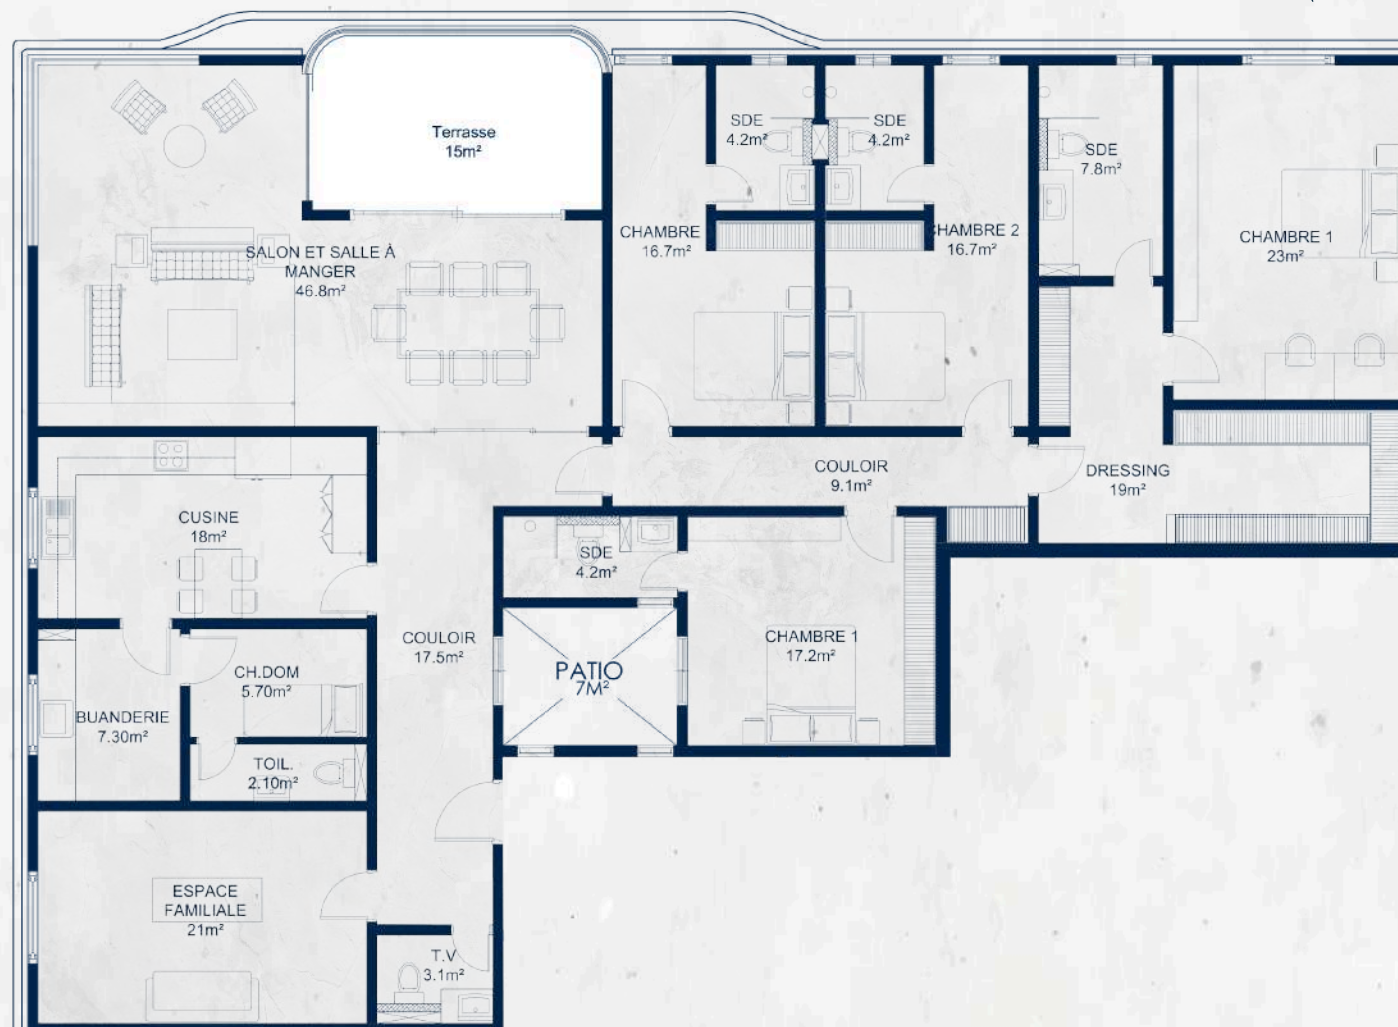 Terrasse
15m²
SDE
4.2m²
SDE
4.2m²
SDE
7.8m²
SALON ET SALLE À
MANGER
46.8m²
CHAMBRE
16.7m²
CHAMBRE 2
16.7m²
CHAMBRE 1
23m²
COULOIR
9.1m²
DRESSING
19m²
CUSINE
18m²
SDE
4.2m²
COULOIR
17.5m²
PATIO
7M²
CHAMBRE 1
17.2m²
CH.DOM
5.70m²
BUANDERIE
7.30m²
TOIL.
2.10m²
ESPACE
FAMILIALE
21m²
T.V
3.1m²